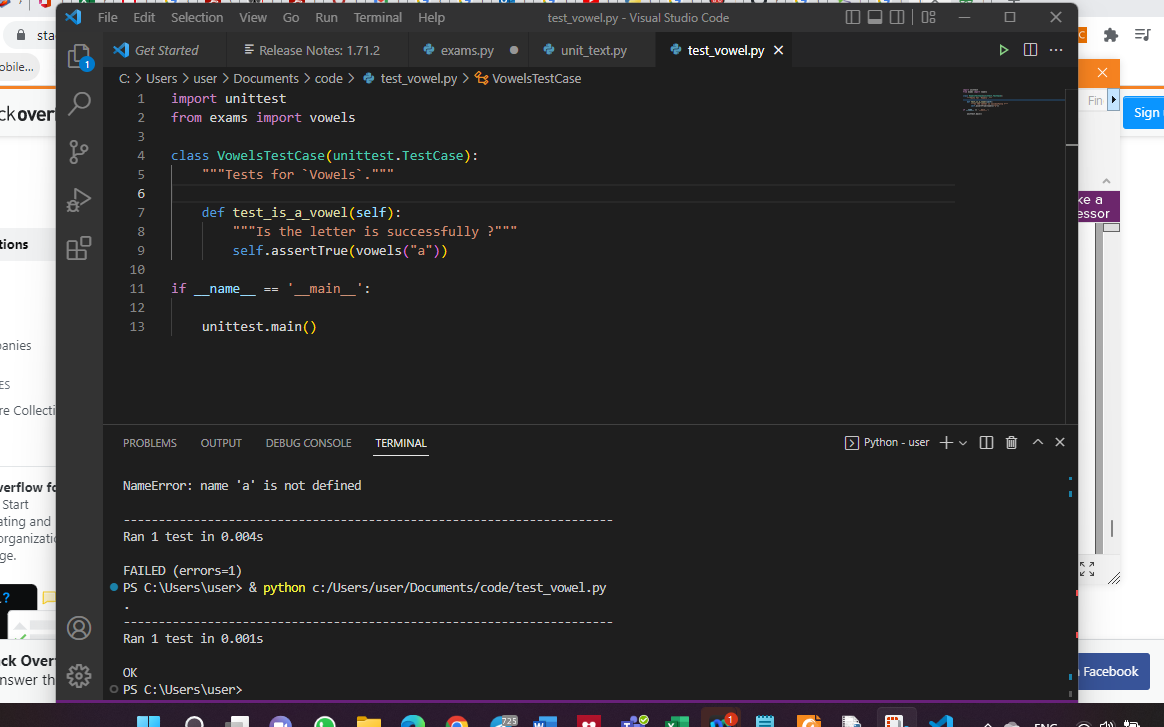 File Edit Selection View Go Run Terminal Help test_vowel.py - Visual Studio Code
Get Started Release Notes: 1.71.2 exams.py unit_text.py test_vowel.py
C: > Users > user > Documents > code > test_vowel.py > VowelsTestCase
1 import unittest
2 from exams import vowels
3
4 class VowelsTestCase(unittest.TestCase):
5 """Tests for `Vowels`."""
6
7 def test_is_a_vowel(self):
8 """Is the letter is successfully ?"""
9 self.assertTrue(vowels("a"))
10
11 if __name__ == '__main__':
12
13 unittest.main()
PROBLEMS OUTPUT DEBUG CONSOLE TERMINAL Python - user
NameError: name 'a' is not defined
----------------------------------------------------------------------
Ran 1 test in 0.004s
FAILED (errors=1)
PS C:\Users\user> & python c:/Users/user/Documents/code/test_vowel.py
.
----------------------------------------------------------------------
Ran 1 test in 0.001s
OK
PS C:\Users\user>
1
sta
obile...
ck over
tions
panies
ES
re Collecti
verflow fo
Start
ating and
organizatio
ge.
?
ck Over
nswer th
Fin
Sign
ke a
essor
Facebook
725
1
ENG